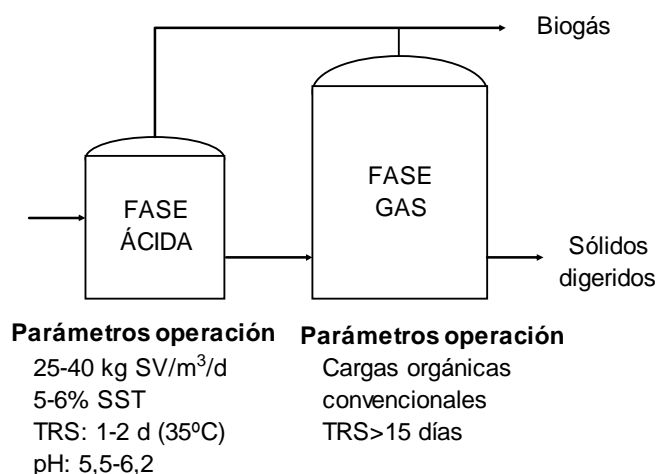 Biogás
FASE
ÁCIDA
FASE
GAS
Sólidos
digeridos
Parámetros operación
25-40 kg SV/m³/d
5-6% SST
TRS: 1-2 d (35ºC)
pH: 5,5-6,2
Parámetros operación
Cargas orgánicas
convencionales
TRS>15 días